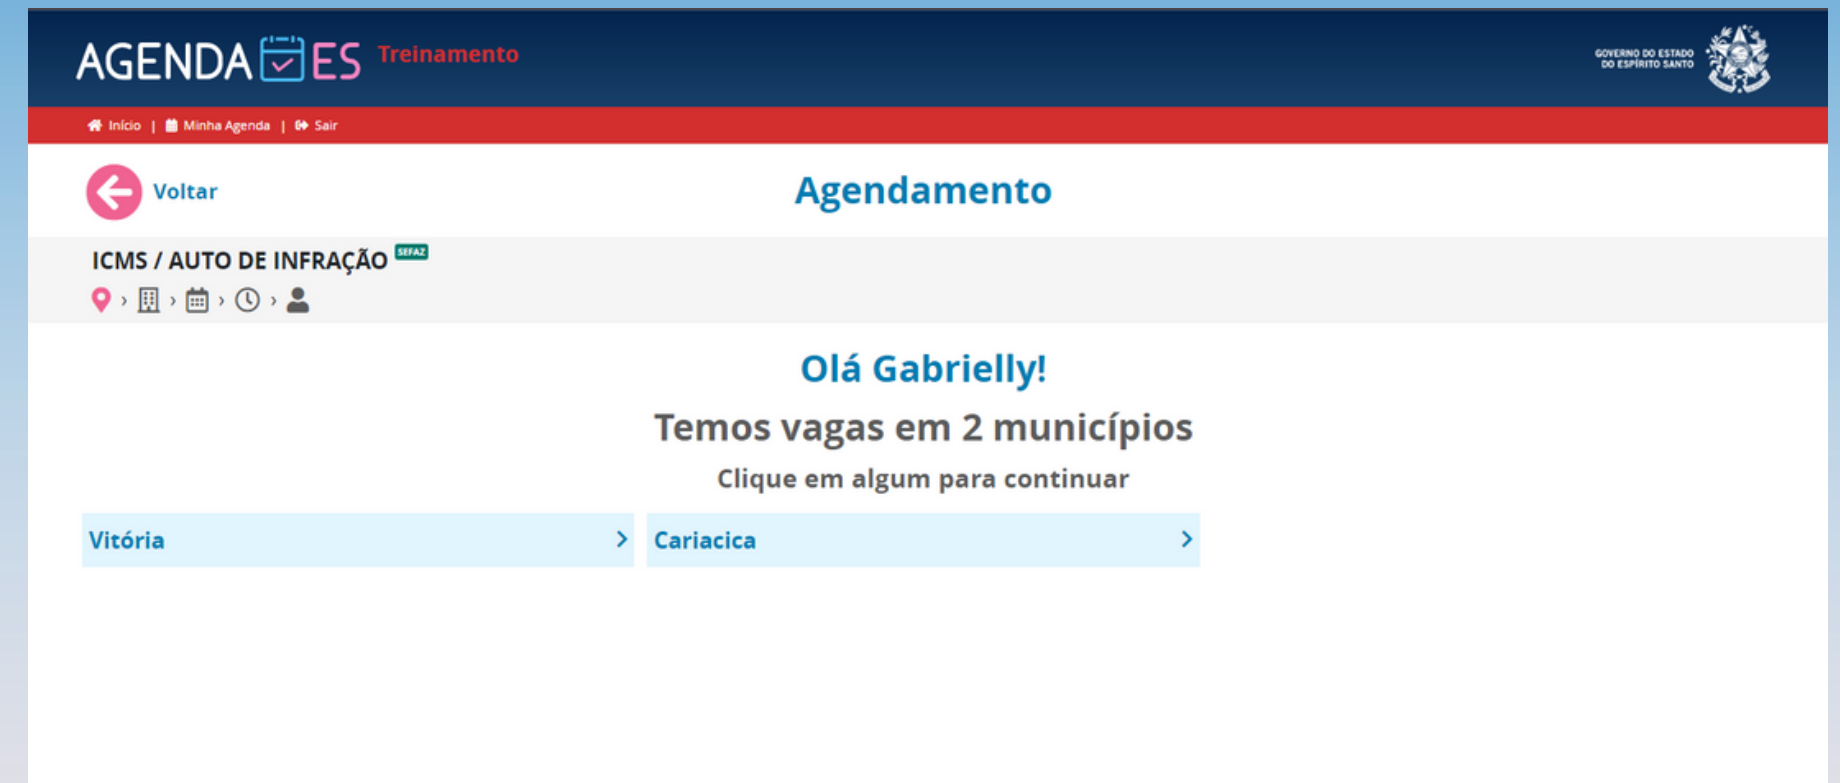 AGENDA ES Treinamento
GOVERNO DO ESTADO
DO ESPÍRITO SANTO
Início | Minha Agenda | Sair
Voltar
Agendamento
ICMS / AUTO DE INFRAÇÃO SEFAZ
Olá Gabrielly!
Temos vagas em 2 municípios
Clique em algum para continuar
Vitória
Cariacica